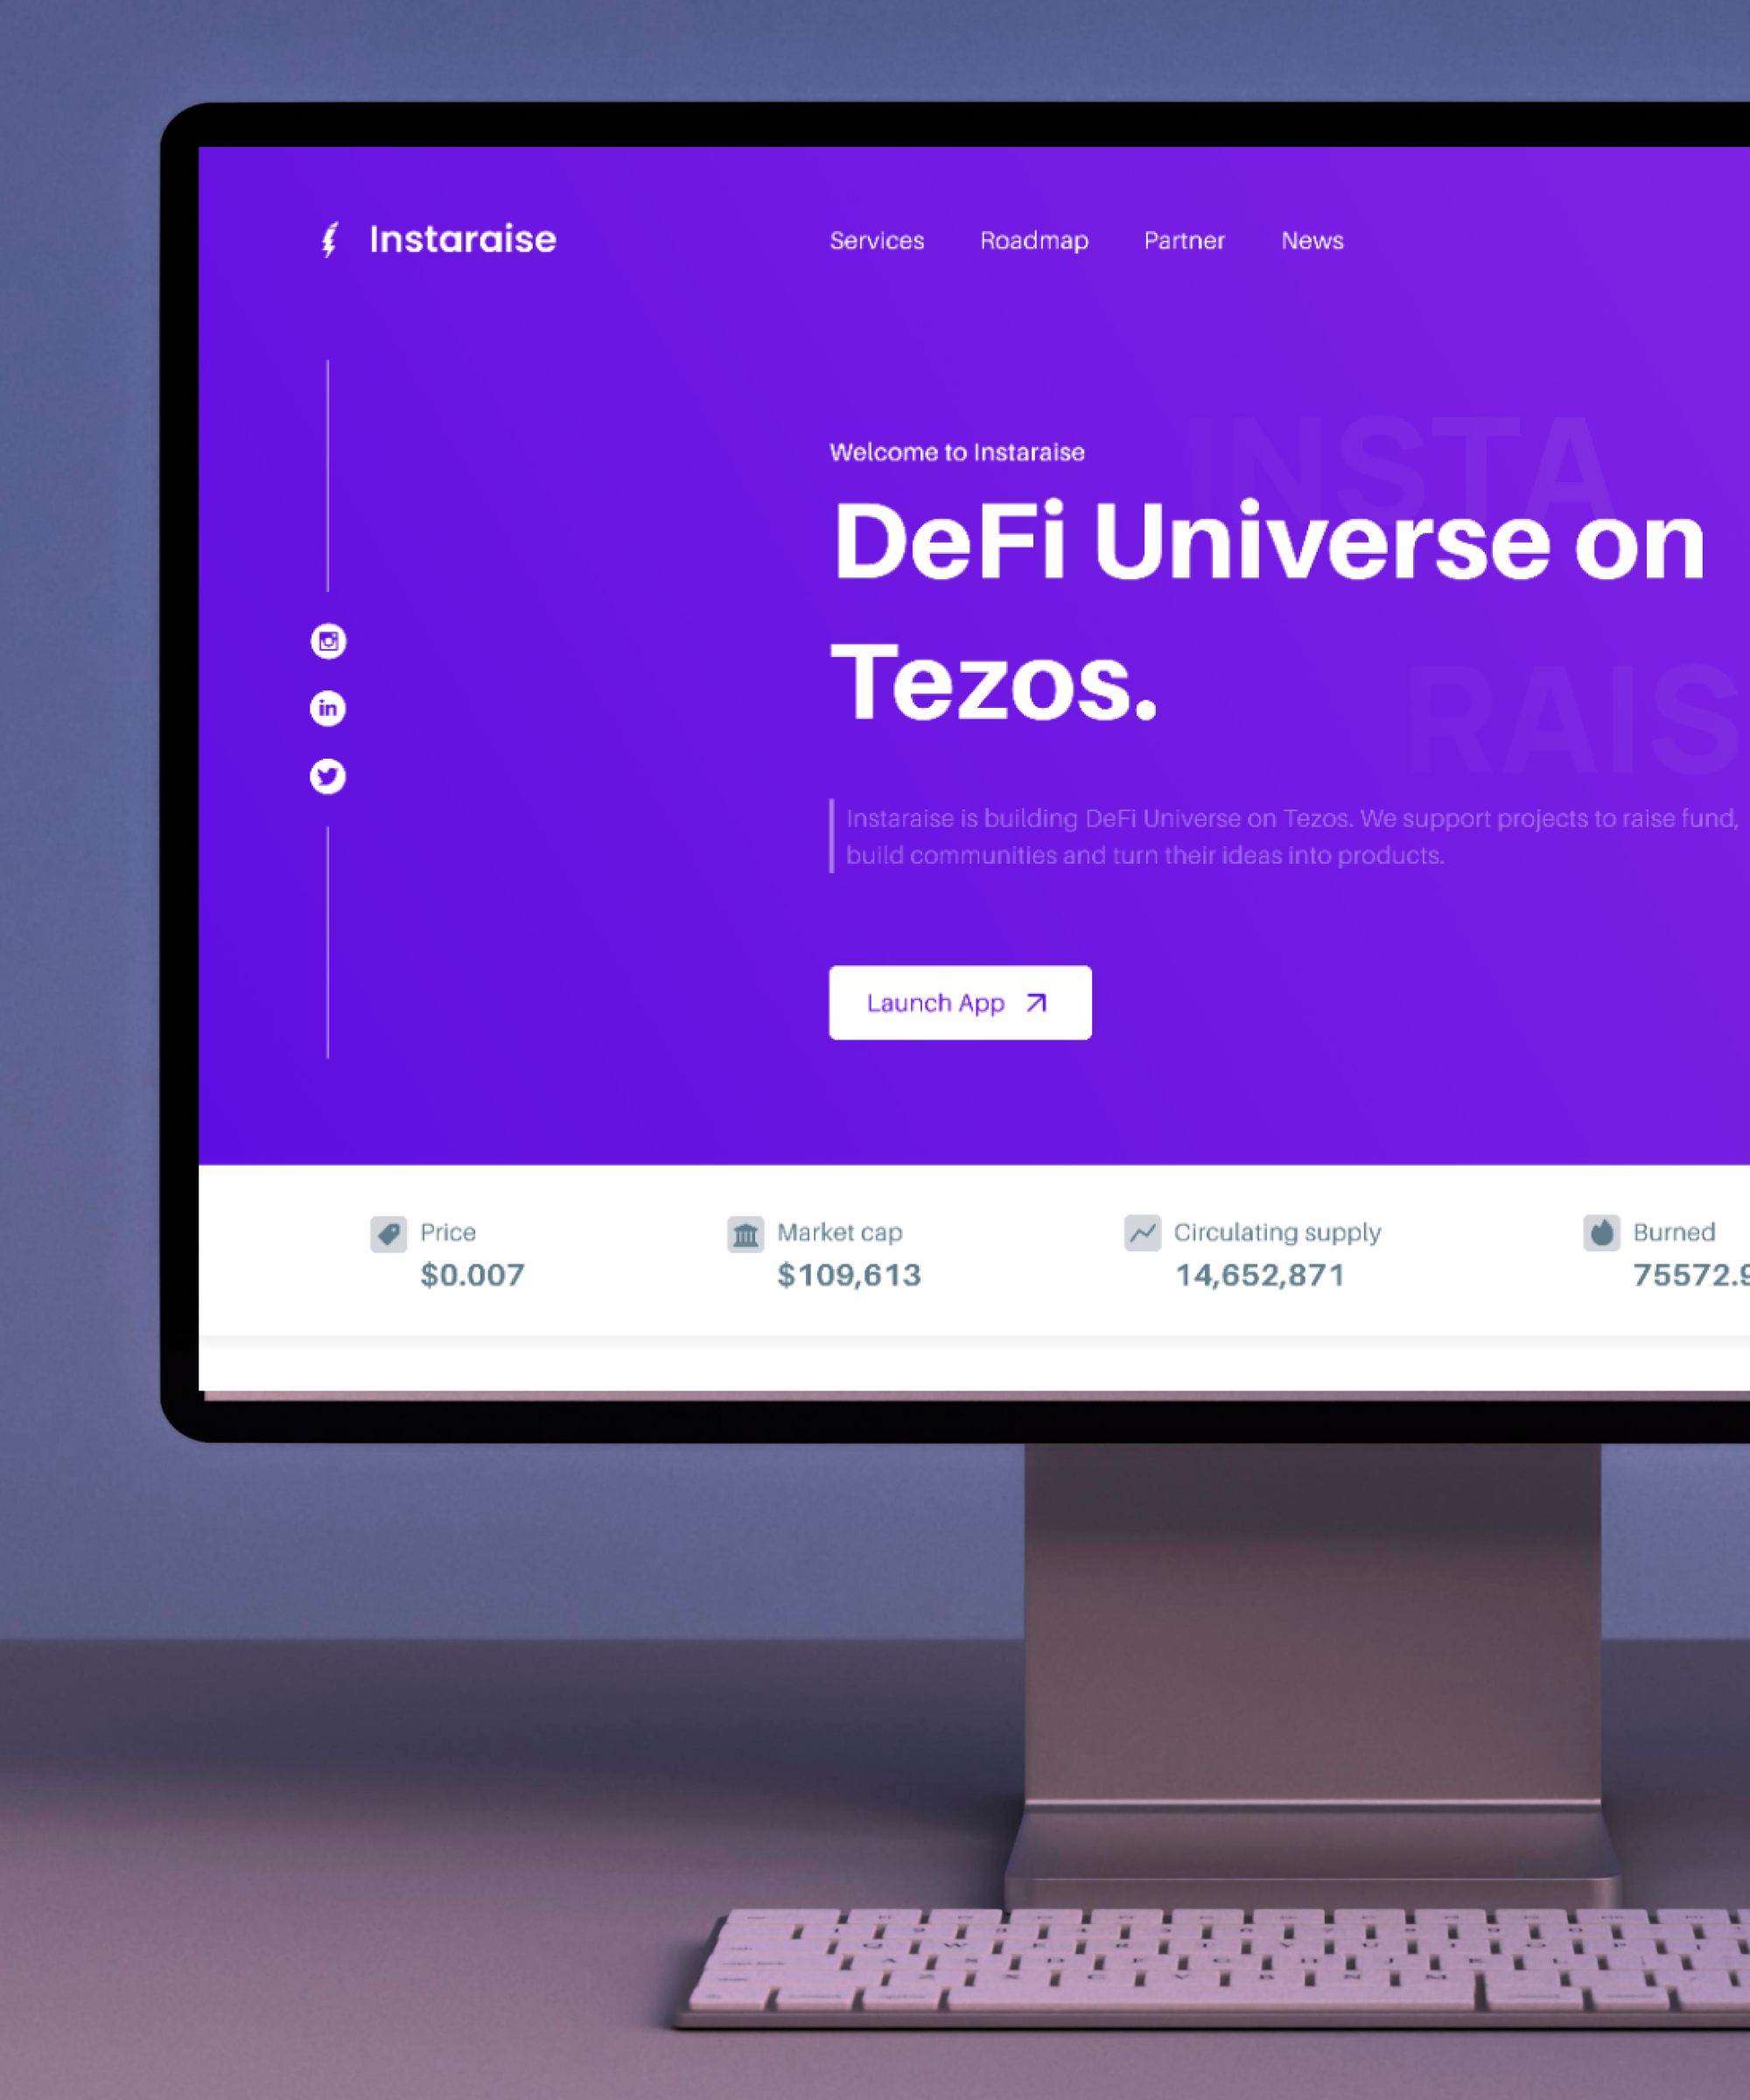 Instaraise
Services Roadmap Partner News
INSTA
Welcome to Instaraise
DeFi Universe on
Tezos.
RAIS
in
Instaraise is building DeFi Universe on Tezos. We support projects to raise fund,
build communities and turn their ideas into products.
Launch App
Price Market cap Circulating supply Burned
$0.007 $109,613 14,652,871 75572.9